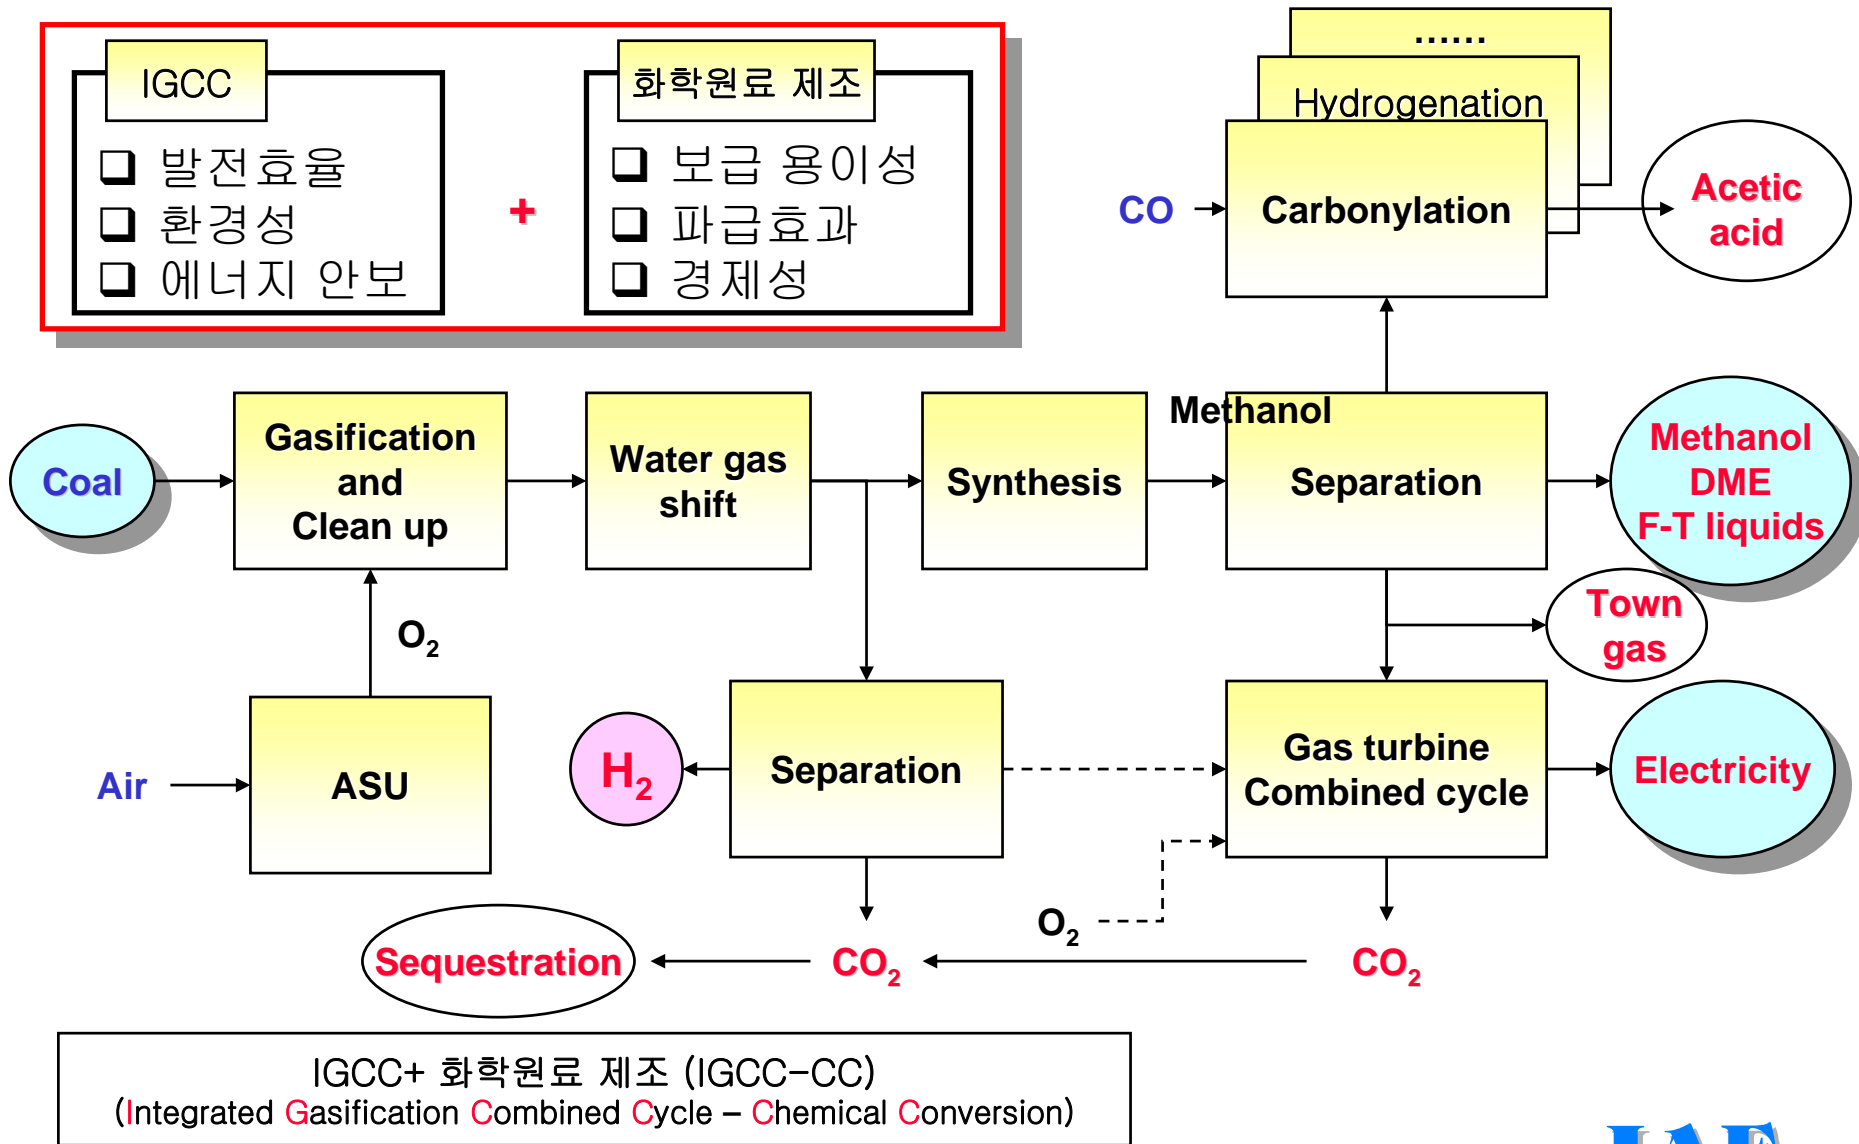 IGCC
❑ 발전효율
❑ 환경성
❑ 에너지 안보
+
화학원료 제조
❑ 보급 용이성
❑ 파급효과
❑ 경제성
......
Hydrogenation
CO
Carbonylation
Acetic
acid
Coal
Gasification
and
Clean up
Water gas
shift
Synthesis
Methanol
Separation
Methanol
DME
F-T liquids
Town
gas
O2
Air
ASU
H2
Separation
Gas turbine
Combined cycle
Electricity
O2
Sequestration
CO2
CO2
IGCC+ 화학원료 제조 (IGCC-CC)
(Integrated Gasification Combined Cycle – Chemical Conversion)